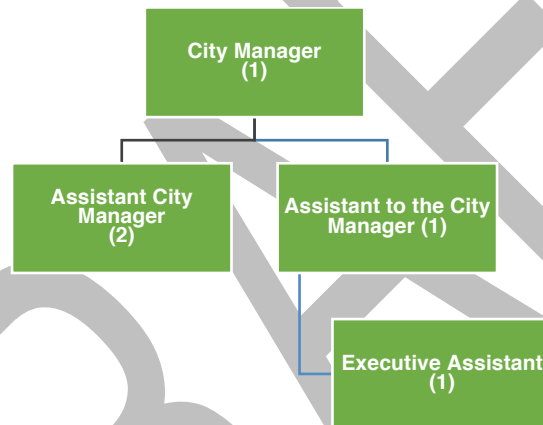 City Manager
(1)
Assistant City
Manager
(2)
Assistant to the City
Manager (1)
Executive Assistant
(1)